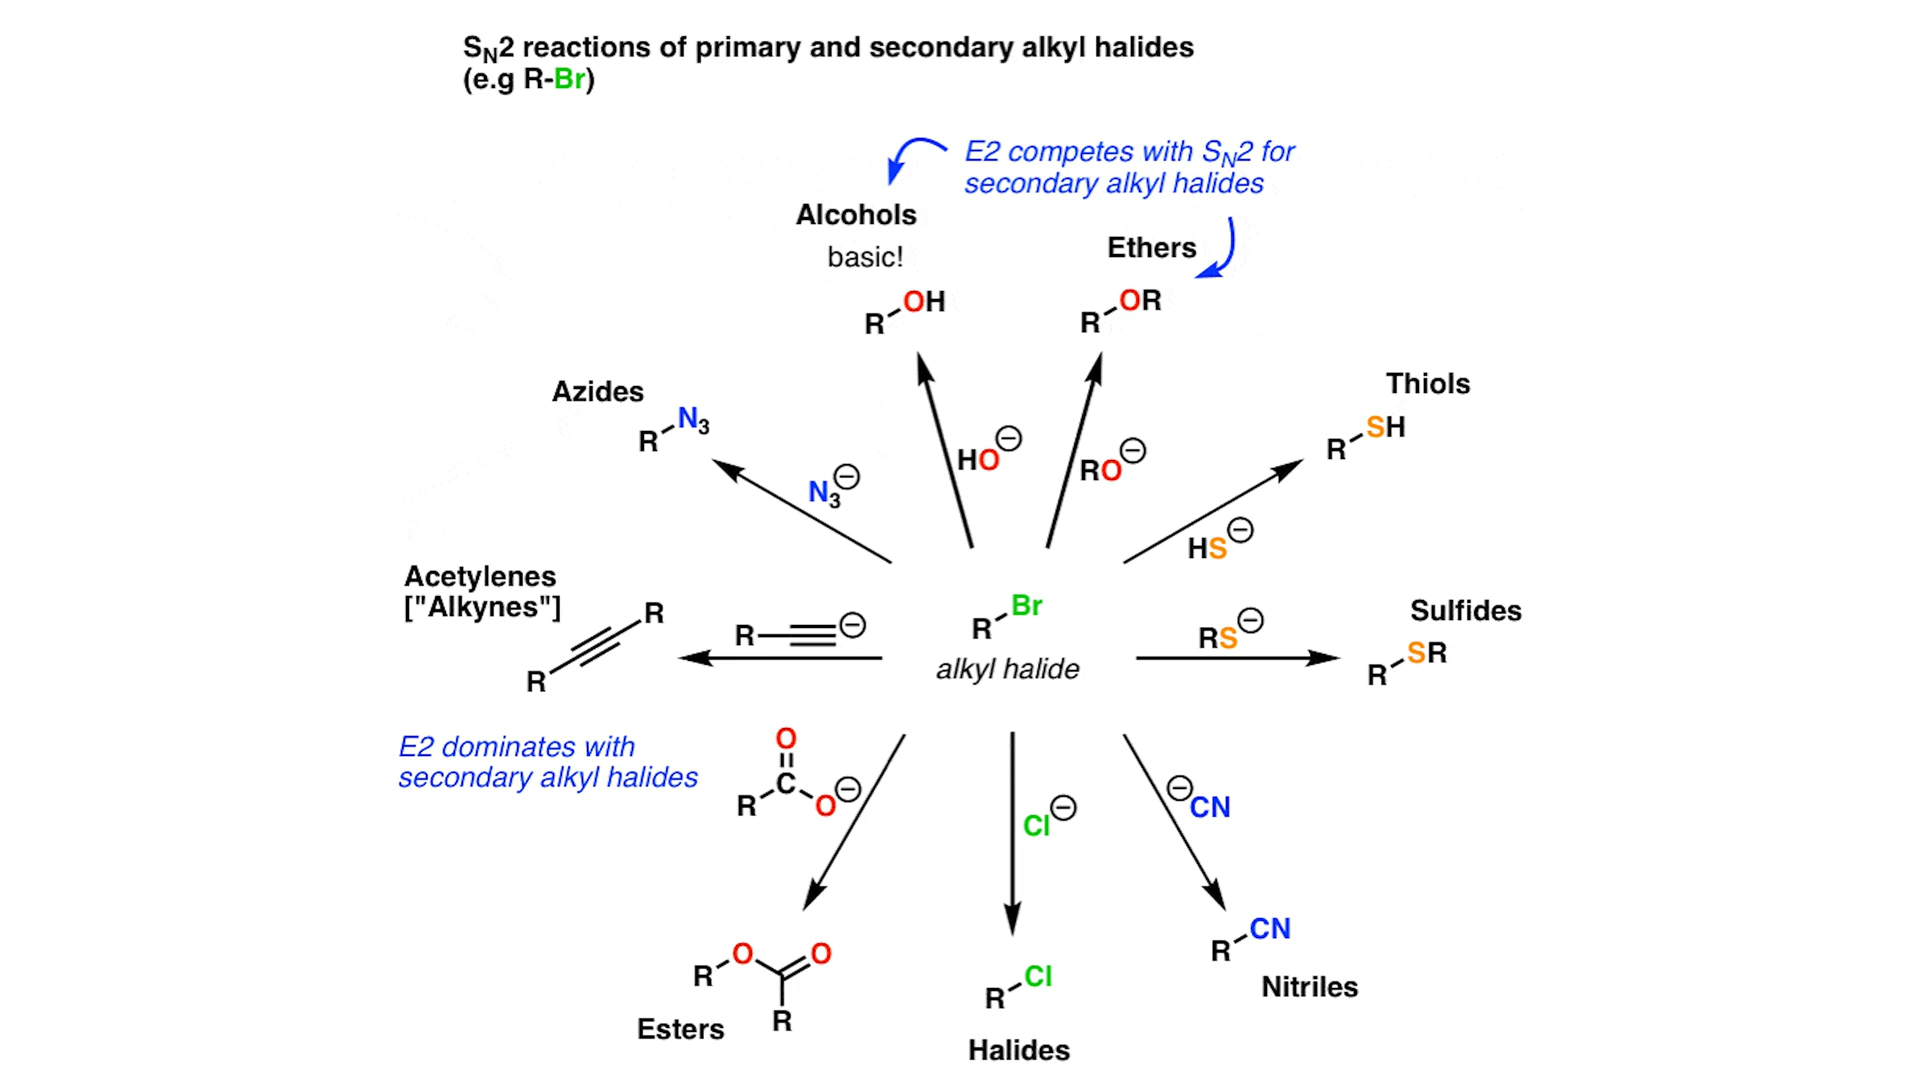 SN2 reactions of primary and secondary alkyl halides
(e.g R-Br)
E2 competes with SN2 for
secondary alkyl halides
Alcohols
basic!
R-OH
Ethers
R-OR
Azides
R-N3
Thiols
R-SH
HO⊖
RO⊖
N3⊖
HS⊖
Acetylenes
["Alkynes"]
R≡R
R≡⊖
R-Br
alkyl halide
RS⊖
Sulfides
R-SR
E2 dominates with
secondary alkyl halides
O
R C O⊖
Cl⊖
⊖CN
R O O
R
Esters
R-Cl
Halides
R-CN
Nitriles